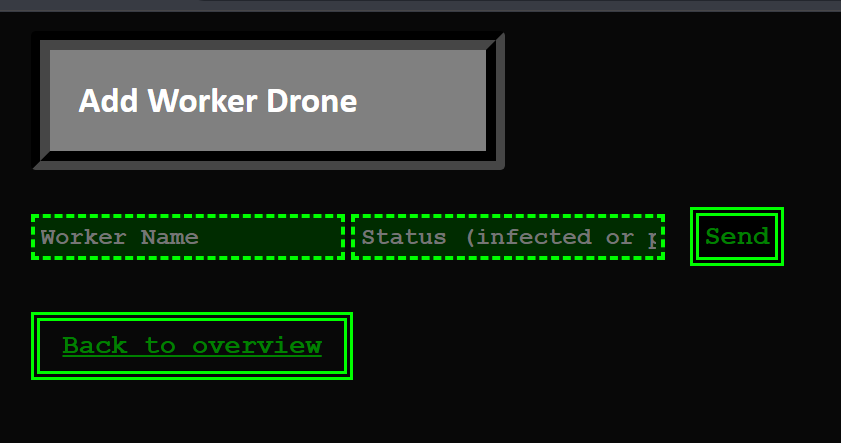 Add Worker Drone
Worker Name
Status (infected or
Send
Back to overview